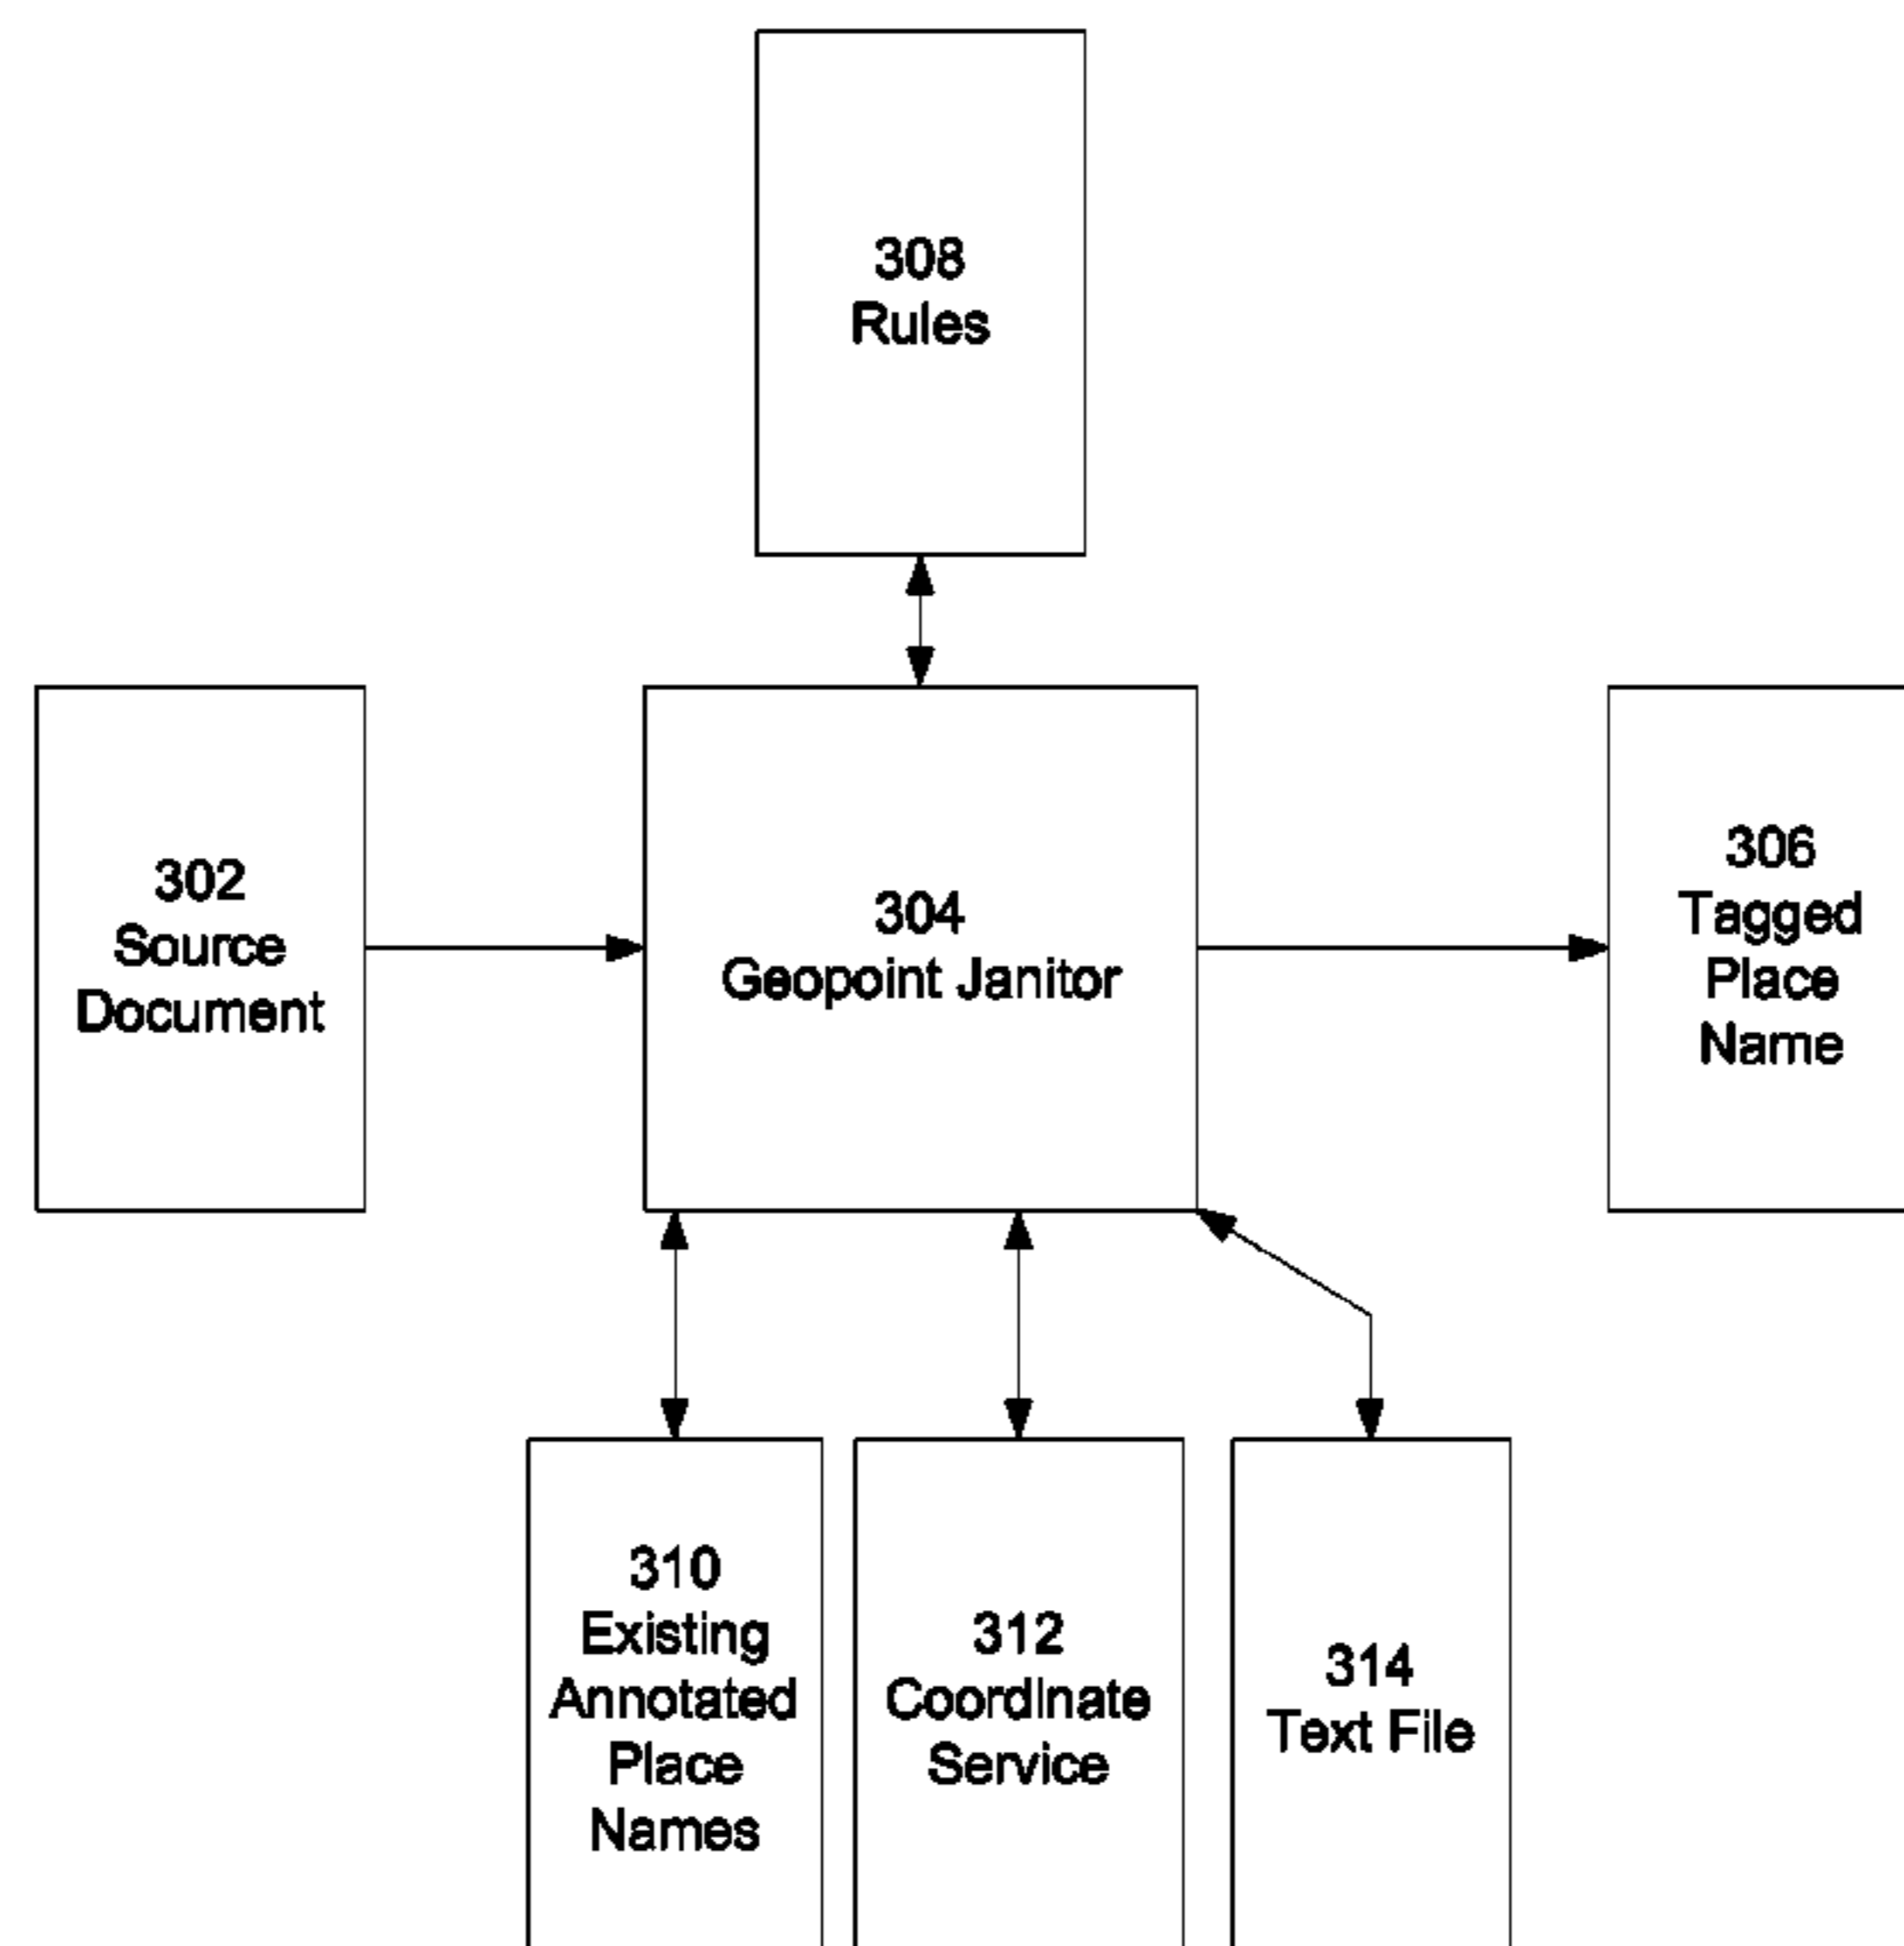 308
Rules
302
Source
Document
304
Geopoint Janitor
306
Tagged
Place
Name
310
Existing
Annotated
Place
Names
312
Coordinate
Service
314
Text File